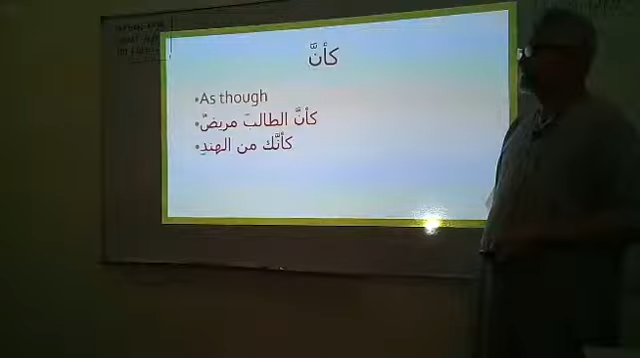 كأنَّ
•As though
•كأنَّ الطالبَ مريضٌ
•كأنَّك من الهندِ